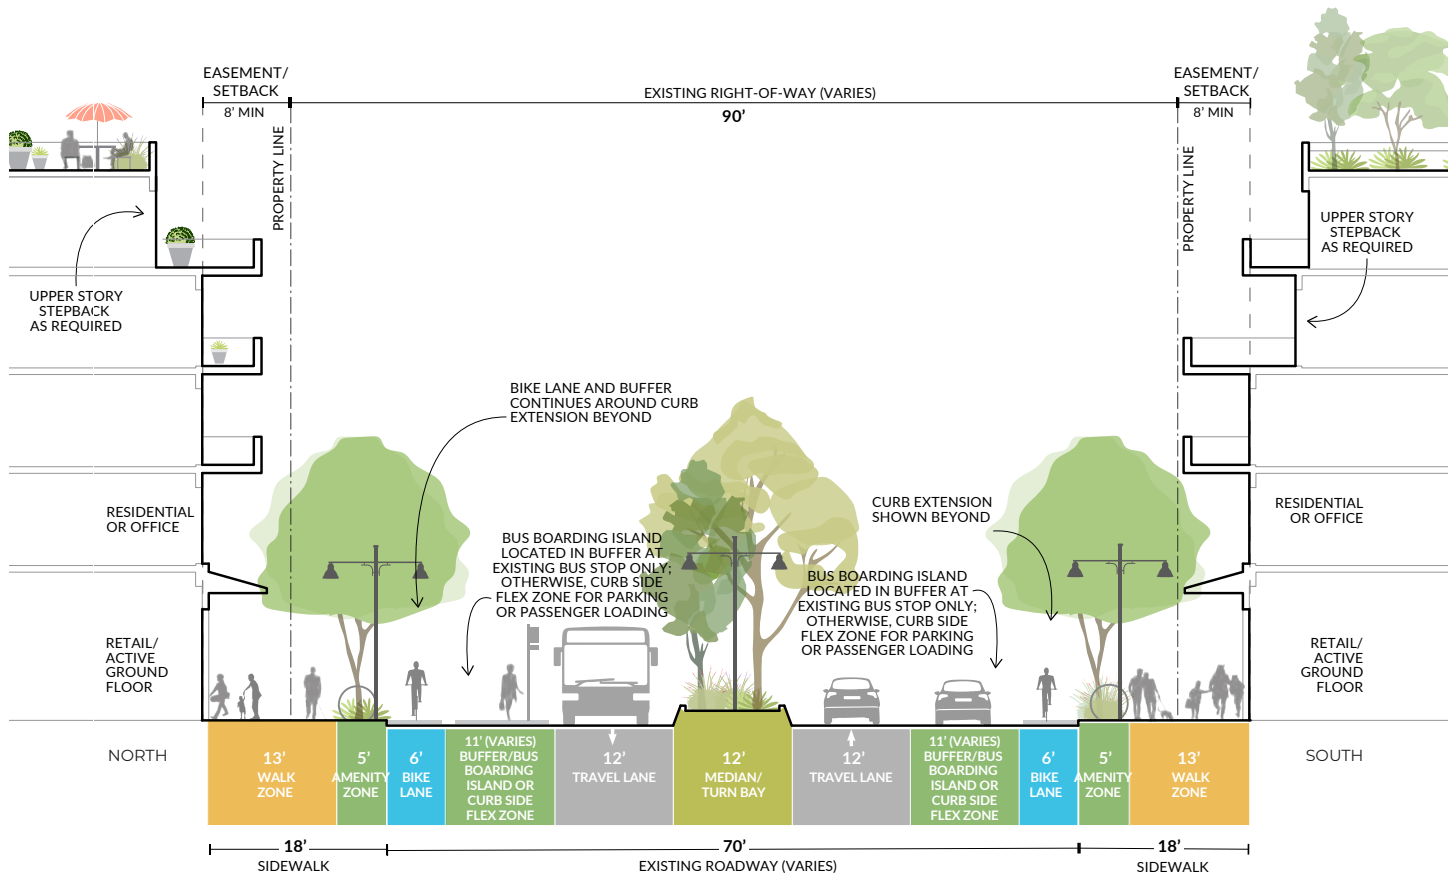 EASEMENT/
SETBACK
8’ MIN
EXISTING RIGHT-OF-WAY (VARIES)
90’
EASEMENT/
SETBACK
8’ MIN
PROPERTY LINE
PROPERTY LINE
UPPER STORY
STEPBACK
AS REQUIRED
UPPER STORY
STEPBACK
AS REQUIRED
BIKE LANE AND BUFFER
CONTINUES AROUND CURB
EXTENSION BEYOND
RESIDENTIAL
OR OFFICE
BUS BOARDING ISLAND
LOCATED IN BUFFER AT
EXISTING BUS STOP ONLY;
OTHERWISE, CURB SIDE
FLEX ZONE FOR PARKING
OR PASSENGER LOADING
CURB EXTENSION
SHOWN BEYOND
BUS BOARDING ISLAND
LOCATED IN BUFFER AT
EXISTING BUS STOP ONLY;
OTHERWISE, CURB SIDE
FLEX ZONE FOR PARKING
OR PASSENGER LOADING
RESIDENTIAL
OR OFFICE
RETAIL/
ACTIVE
GROUND
FLOOR
RETAIL/
ACTIVE
GROUND
FLOOR
NORTH
SOUTH
13’
WALK
ZONE
5’
AMENITY
ZONE
6’
BIKE
LANE
11’ (VARIES)
BUFFER/BUS
BOARDING
ISLAND OR
CURB SIDE
FLEX ZONE
12’
TRAVEL LANE
12’
MEDIAN/
TURN BAY
12’
TRAVEL LANE
11’ (VARIES)
BUFFER/BUS
BOARDING
ISLAND OR
CURB SIDE
FLEX ZONE
6’
BIKE
LANE
5’
AMENITY
ZONE
13’
WALK
ZONE
18’
SIDEWALK
70’
EXISTING ROADWAY (VARIES)
18’
SIDEWALK